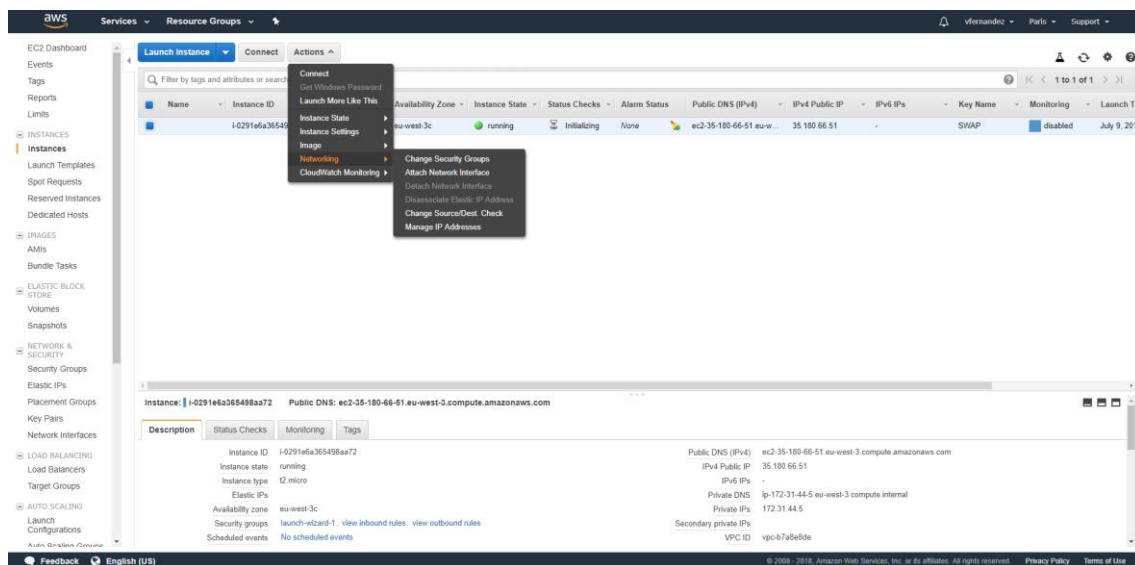 aws Services Resource Groups vfernandez Paris Support
EC2 Dashboard
Events
Tags
Reports
Limits
INSTANCES
Instances
Launch Templates
Spot Requests
Reserved Instances
Dedicated Hosts
IMAGES
AMIs
Bundle Tasks
ELASTIC BLOCK
STORE
Volumes
Snapshots
NETWORK &
SECURITY
Security Groups
Elastic IPs
Placement Groups
Key Pairs
Network Interfaces
LOAD BALANCING
Load Balancers
Target Groups
AUTO SCALING
Launch
Configurations
Auto Scaling Groups
Launch Instance Connect Actions
Filter by tags and attributes or search 1 to 1 of 1
Name Instance ID Availability Zone Instance State Status Checks Alarm Status Public DNS (IPv4) IPv4 Public IP IPv6 IPs Key Name Monitoring Launch T
i-0291e6a36549 eu-west-3c running Initializing None ec2-35-180-66-51.eu-w... 35.180.66.51 - SWAP disabled July 9, 20
Connect
Get Windows Password
Launch More Like This
Instance State
Instance Settings
Image
Networking
CloudWatch Monitoring
Change Security Groups
Attach Network Interface
Detach Network Interface
Disassociate Elastic IP Address
Change Source/Dest. Check
Manage IP Addresses
Instance: i-0291e6a365498aa72 Public DNS: ec2-35-180-66-51.eu-west-3.compute.amazonaws.com
Description Status Checks Monitoring Tags
Instance ID i-0291e6a365498aa72 Public DNS (IPv4) ec2-35-180-66-51.eu-west-3.compute.amazonaws.com
Instance state running IPv4 Public IP 35.180.66.51
Instance type t2.micro IPv6 IPs -
Elastic IPs Private DNS ip-172-31-44-5.eu-west-3.compute.internal
Availability zone eu-west-3c Private IPs 172.31.44.5
Security groups launch-wizard-1. view inbound rules. view outbound rules Secondary private IPs
Scheduled events No scheduled events VPC ID vpc-b7a8e8de
Feedback English (US) © 2008 - 2018, Amazon Web Services, Inc. or its affiliates. All rights reserved. Privacy Policy Terms of Use